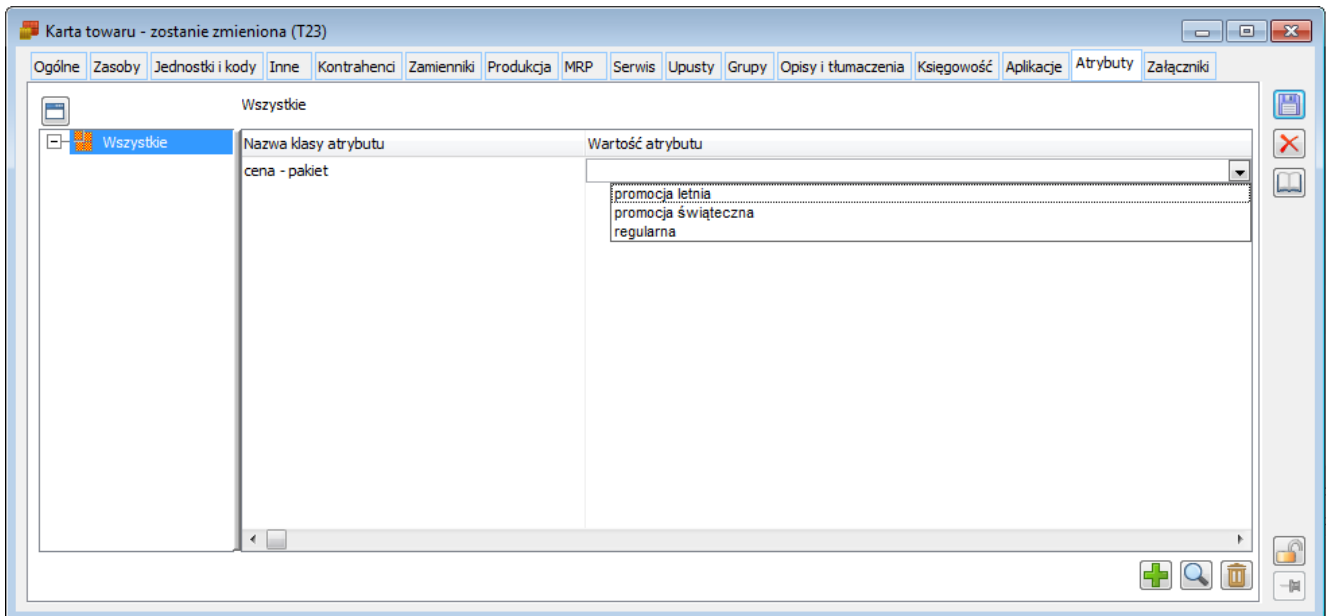 Karta towaru - zostanie zmieniona (T23)
Ogólne Zasoby Jednostki i kody Inne Kontrahenci Zamienniki Produkcja MRP Serwis Upusty Grupy Opisy i tłumaczenia Księgowość Aplikacje Atrybuty Załączniki
Wszystkie
Wszystkie
Nazwa klasy atrybutu Wartość atrybutu
cena - pakiet
promocja letnia
promocja świąteczna
regularna